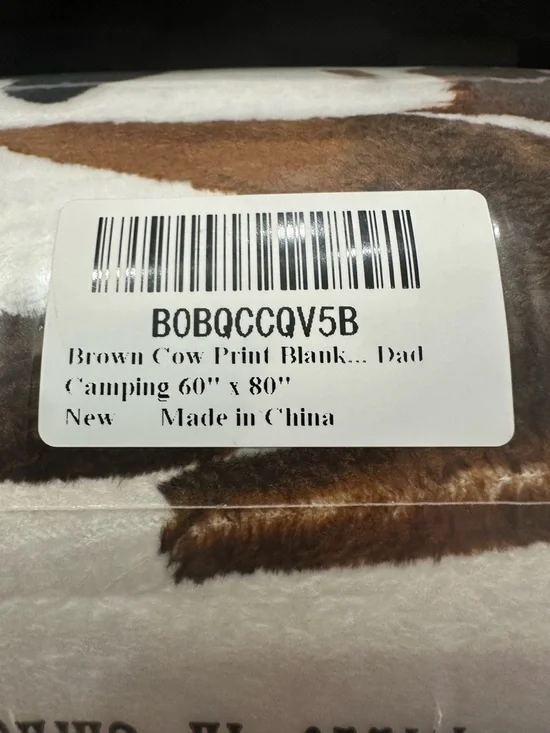 B0BQCCQV5B
Brown Cow Print Blank... Dad
Camping 60" x 80"
New Made in China